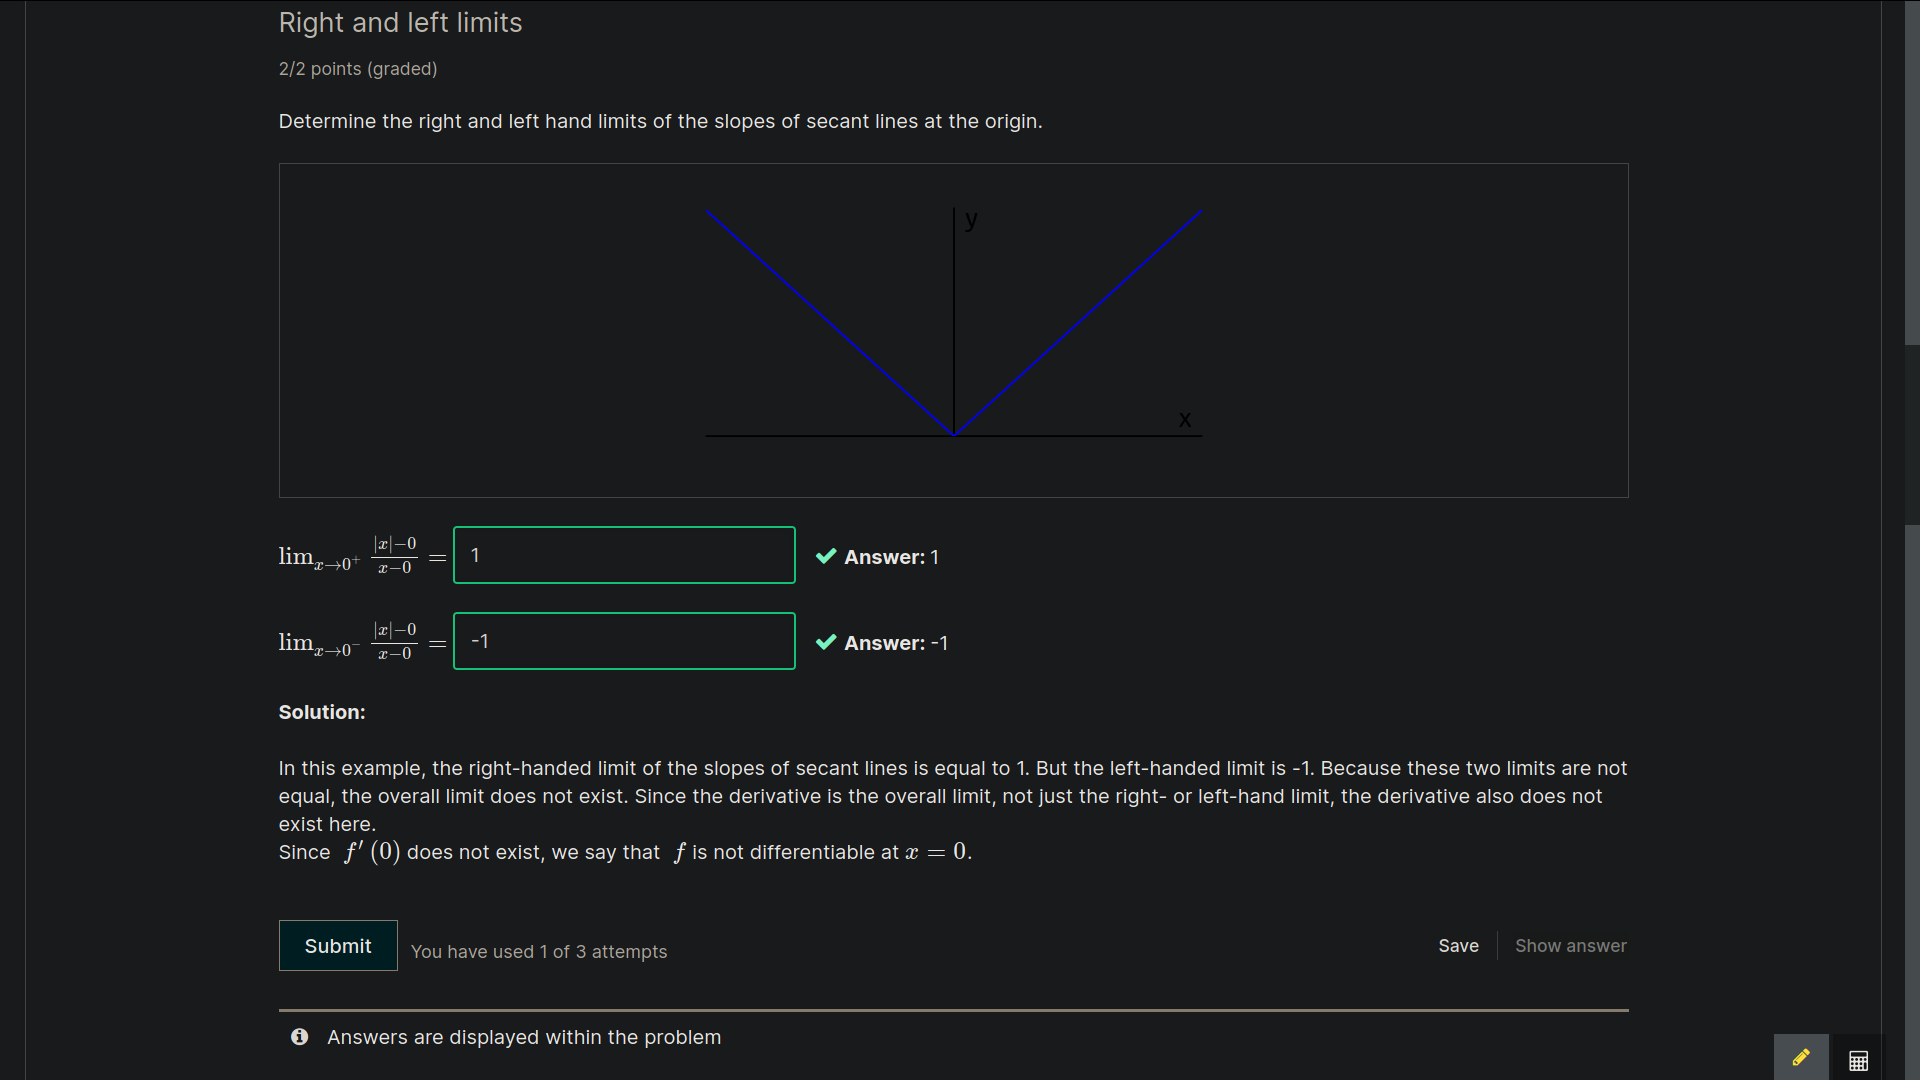 Right and left limits
2/2 points (graded)
Determine the right and left hand limits of the slopes of secant lines at the origin.
y
x
lim_{x→0^+} \frac{|x|−0}{x−0} = 1 ✔ Answer: 1
lim_{x→0^−} \frac{|x|−0}{x−0} = -1 ✔ Answer: -1
Solution:
In this example, the right-handed limit of the slopes of secant lines is equal to 1. But the left-handed limit is -1. Because these two limits are not
equal, the overall limit does not exist. Since the derivative is the overall limit, not just the right- or left-hand limit, the derivative also does not
exist here.
Since f′ (0) does not exist, we say that f is not differentiable at x = 0.
Submit You have used 1 of 3 attempts Save Show answer
Answers are displayed within the problem